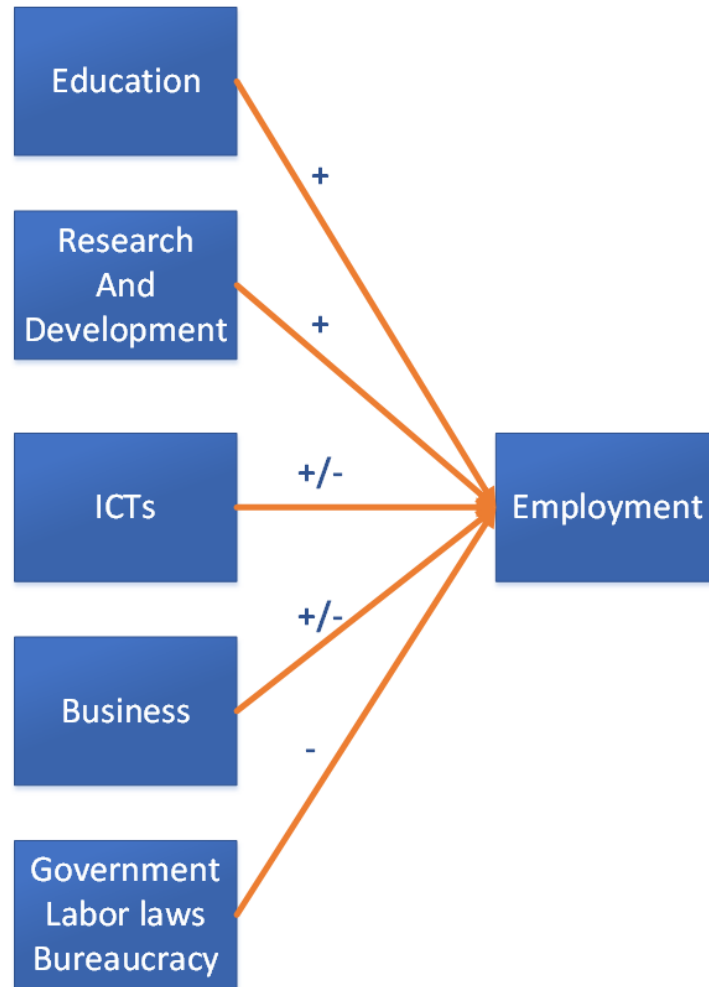 Education
+
Research
And
Development
+
ICTs
+/-
Employment
+/-
Business
-
Government
Labor laws
Bureaucracy